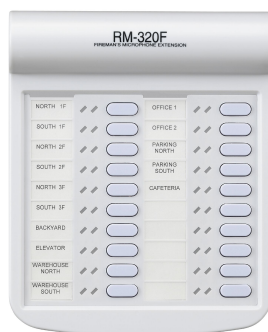 RM-320F
FIREMAN'S MICROPHONE EXTENSION
NORTH 1F
SOUTH 1F
NORTH 2F
SOUTH 2F
NORTH 3F
SOUTH 3F
BACKYARD
ELEVATOR
WAREHOUSE
NORTH
WAREHOUSE
SOUTH
OFFICE 1
OFFICE 2
PARKING
NORTH
PARKING
SOUTH
CAFETERIA